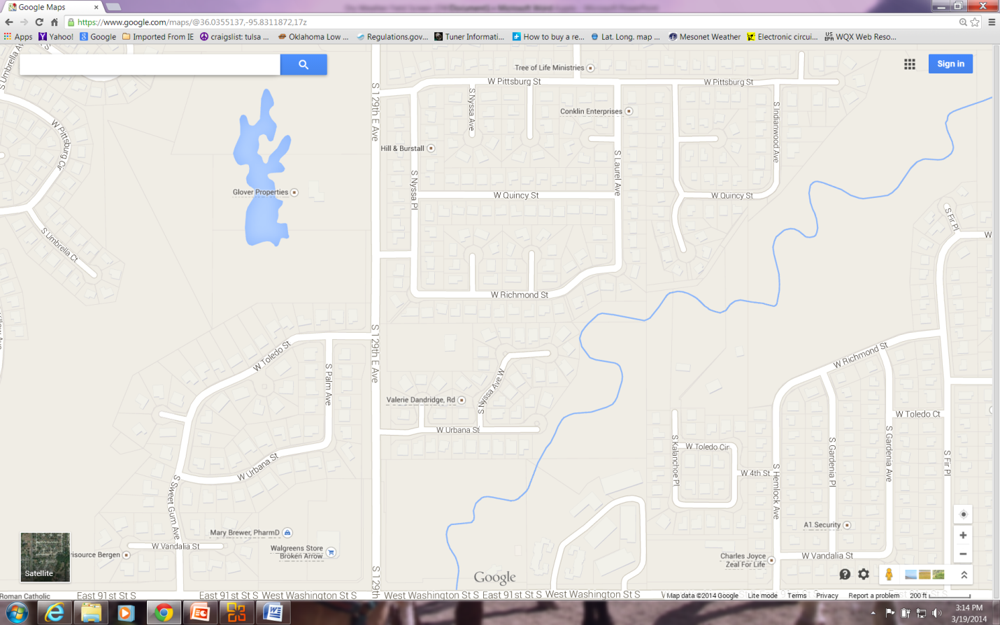 Google Maps
https://www.google.com/maps/@36.0355137,-95.8311872,17z
Apps Yahoo! Google Imported From IE craigslist: tulsa ... Oklahoma Low ... Regulations.gov... Tuner Informati... How to buy a re... Lat. Long. map ... Mesonet Weather Electronic circui... WQX Web Reso...
Sign in
Tree of Life Ministries
W Pittsburg St
W Pittsburg St
S Umbrella Av
S 129th E Ave
S Nyssa Ave
Conklin Enterprises
S Indianwood Ave
W Pittsburg Cir
Hill & Burstall
S Laurel Ave
S Nyssa Pl
Glover Properties
W Quincy St
W Quincy St
S Fir Pl
W
S Umbrella Ct
W Richmond St
S 129th E Ave
W Toledo St
W Richmond St
S Palm Ave
S Nyssa Ave W
Valerie Dandridge, Rd
W Toledo Ct
W Urbana St
S Kalanchoe Pl
W Toledo Cir
S Gardenia Pl
S Gardenia Ave
S Fir Pl
W Urbana St
W 4th St
S Hemlock Ave
S Sweet Gum Ave
A1 Security
Mary Brewer, PharmD
W Vandalia St
Walgreens Store
Broken Arrow
risource Bergen
Charles Joyce
Zeal For Life
W Vandalia St
Satellite
S 129th
Google
Roman Catholic
East 91st St S
East 91st St S West Washington St S
West Washington St S East 91st St S West Washington St S
Map data ©2014 Google Lite mode Terms Privacy Report a problem 200 ft
3:14 PM
3/19/2014